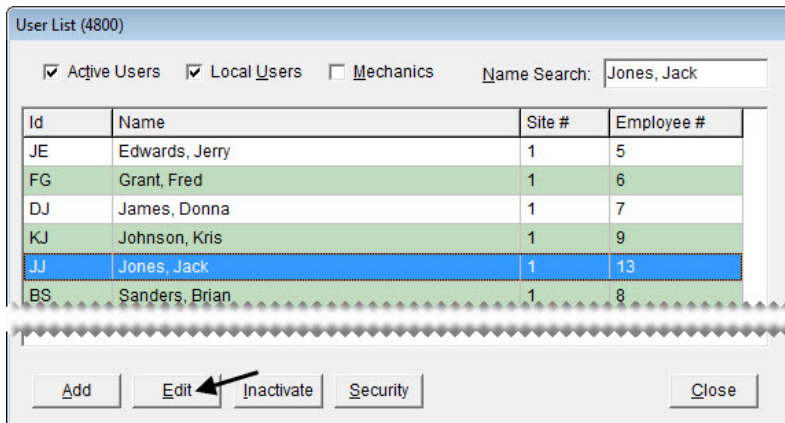 User List (4800)
Active Users Local Users Mechanics Name Search: Jones, Jack
Id Name Site # Employee #
JE Edwards, Jerry 1 5
FG Grant, Fred 1 6
DJ James, Donna 1 7
KJ Johnson, Kris 1 9
JJ Jones, Jack 1 13
BS Sanders, Brian 1 8
Add Edit Inactivate Security Close